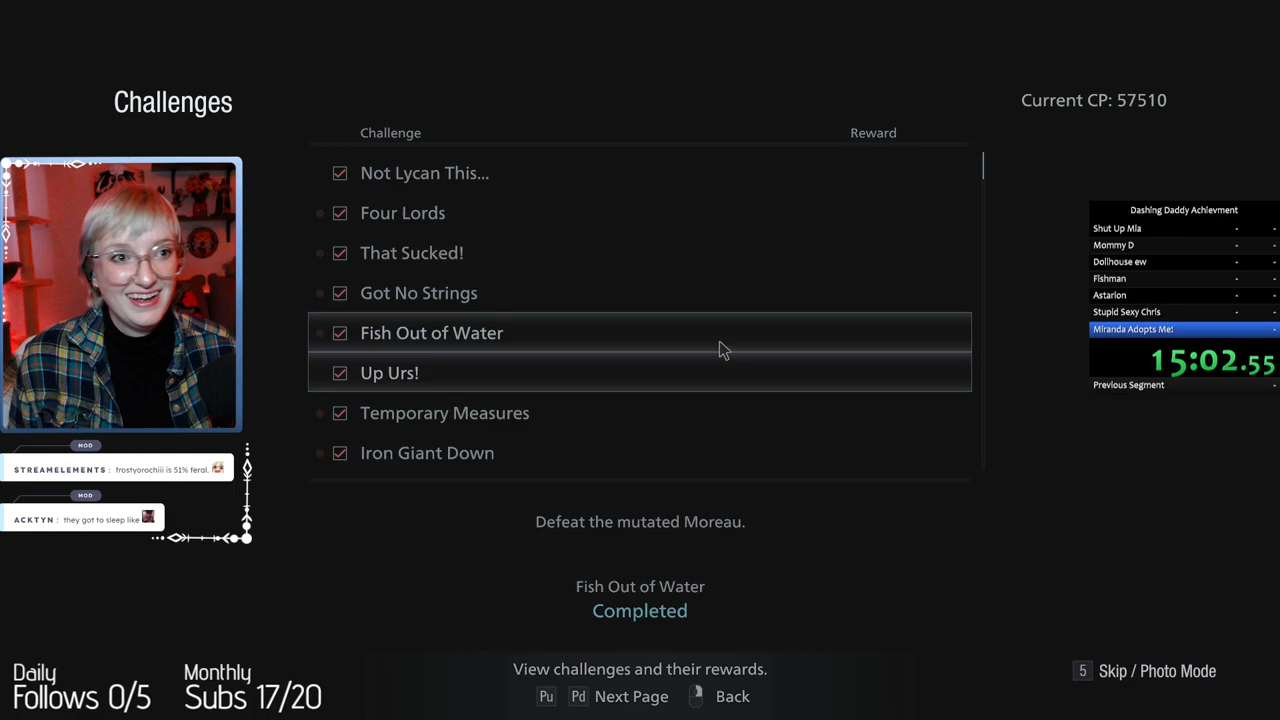 Challenges
Current CP: 57510
Challenge
Reward
Not Lycan This...
Four Lords
That Sucked!
Got No Strings
Fish Out of Water
Up Urs!
Temporary Measures
Iron Giant Down
Defeat the mutated Moreau.
Fish Out of Water
Completed
View challenges and their rewards.
Pu Pd Next Page Back
5 Skip / Photo Mode
Dashing Daddy Achievment
Shut Up Mia - -
Mommy D - -
Dollhouse ew - -
Fishman - -
Astarion - -
Stupid Sexy Chris - -
Miranda Adopts Me! - -
15:02.55
Previous Segment -
MOD
STREAMELEMENTS : frostyorochiii is 51% feral.
MOD
ACKTYN : they got to sleep like
Daily
Follows 0/5
Monthly
Subs 17/20